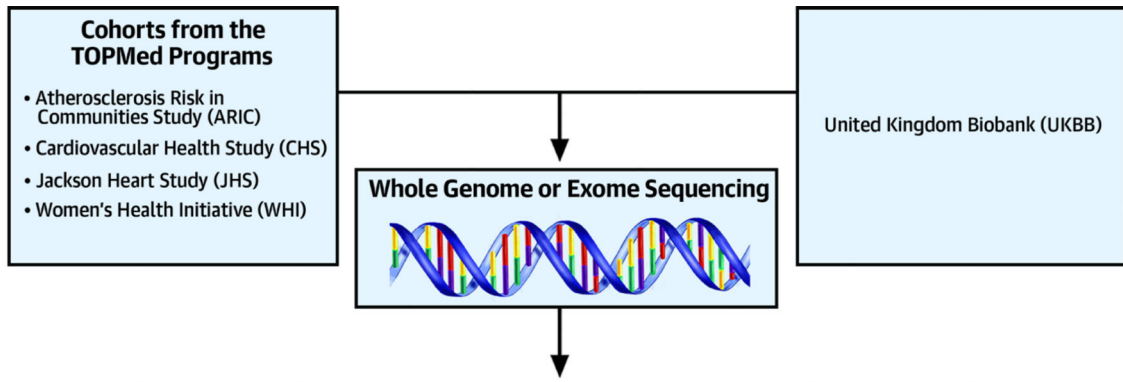 Cohorts from the
TOPMed Programs
• Atherosclerosis Risk in
Communities Study (ARIC)
• Cardiovascular Health Study (CHS)
• Jackson Heart Study (JHS)
• Women's Health Initiative (WHI)
United Kingdom Biobank (UKBB)
Whole Genome or Exome Sequencing